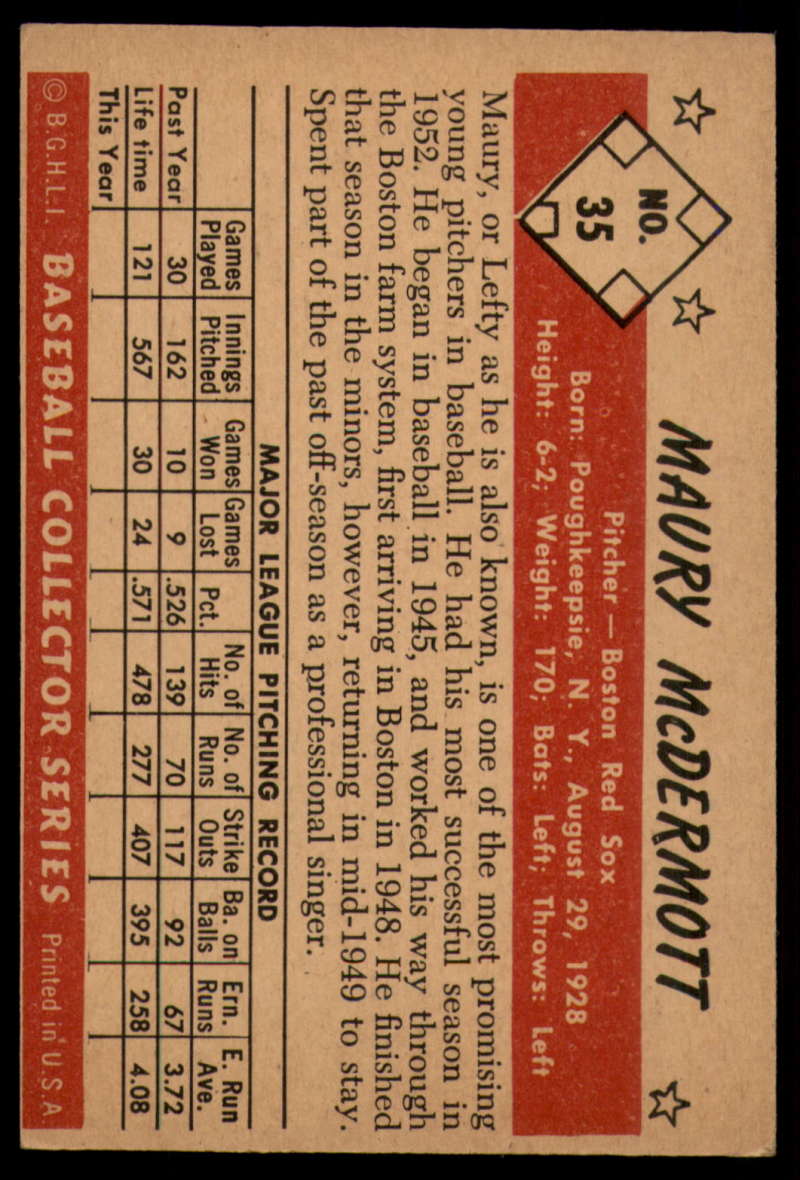 MAURY McDERMOTT
NO.
35
Pitcher — Boston Red Sox
Born: Poughkeepsie, N. Y., August 29, 1928
Height: 6-2; Weight: 170; Bats: Left; Throws: Left
Maury, or Lefty as he is also known, is one of the most promising
young pitchers in baseball. He had his most successful season in
1952. He began in baseball in 1945, and worked his way through
the Boston farm system, first arriving in Boston in 1948. He finished
that season in the minors, however, returning in mid-1949 to stay.
Spent part of the past off-season as a professional singer.
MAJOR LEAGUE PITCHING RECORD
Games Played Innings Pitched Games Won Games Lost Pct. No. of Hits No. of Runs Strike Outs Ba. on Balls Ern. Runs E. Run Ave.
Past Year 30 162 10 9 .526 139 70 117 92 67 3.72
Life time 121 567 30 24 .571 478 277 407 395 258 4.08
This Year
© B.G.H.L.I. BASEBALL COLLECTOR SERIES Printed in U.S.A